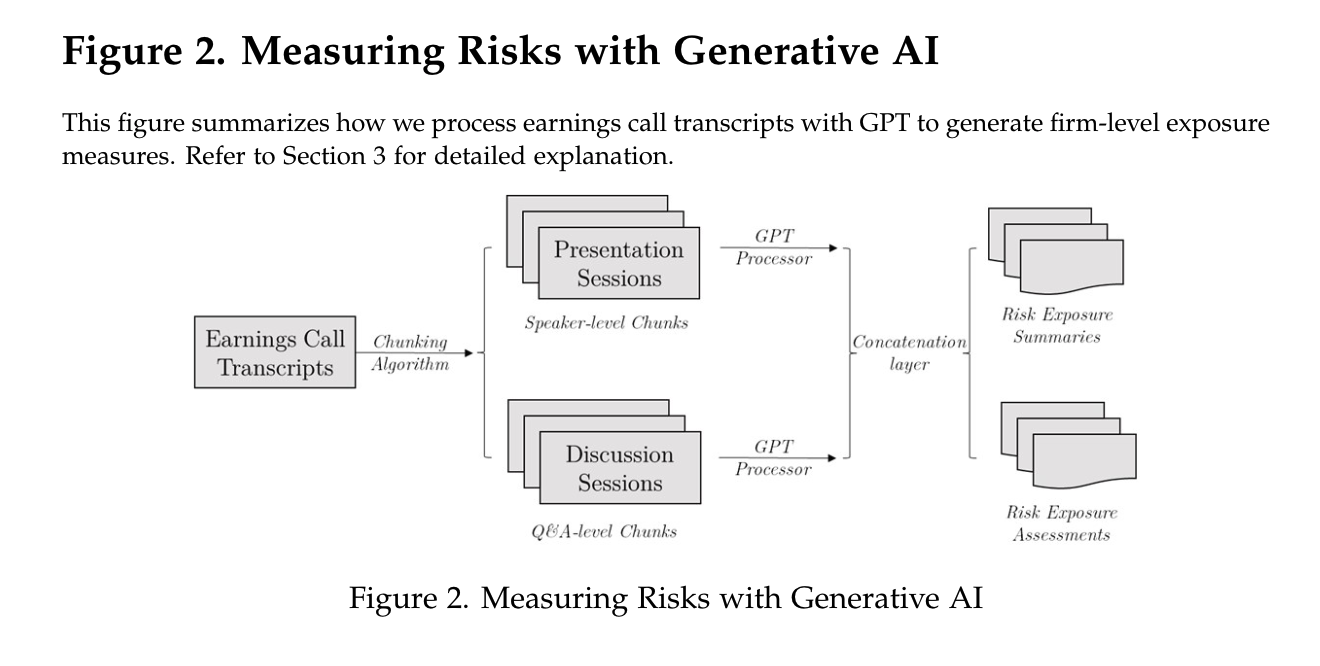 Figure 2. Measuring Risks with Generative AI
This figure summarizes how we process earnings call transcripts with GPT to generate firm-level exposure
measures. Refer to Section 3 for detailed explanation.
Earnings Call
Transcripts
Chunking
Algorithm
Presentation
Sessions
Speaker-level Chunks
GPT
Processor
Discussion
Sessions
Q&A-level Chunks
GPT
Processor
Concatenation
layer
Risk Exposure
Summaries
Risk Exposure
Assessments
Figure 2. Measuring Risks with Generative AI